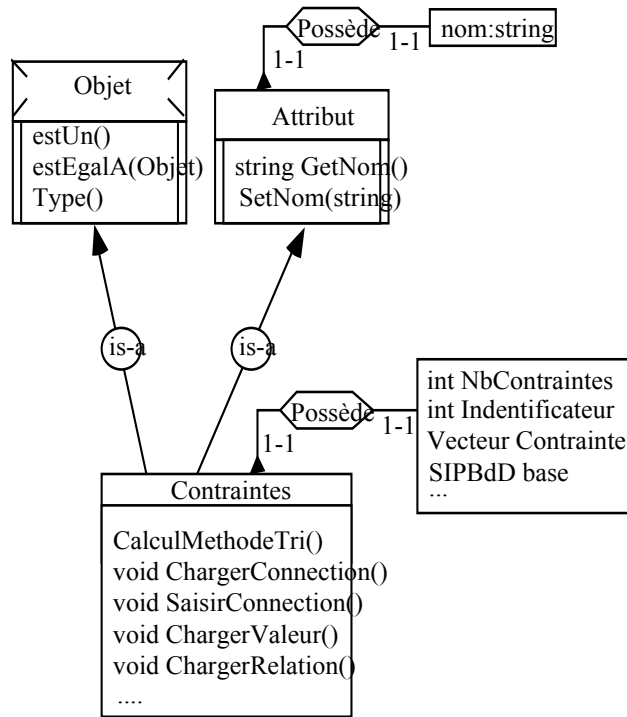 Possède
nom:string
1-1
1-1
Objet
estUn()
estEgalA(Objet)
Type()
Attribut
string GetNom()
SetNom(string)
is-a
is-a
Possède
1-1
1-1
int NbContraintes
int Indentificateur
Vecteur Contrainte
SIPBdD base
...
Contraintes
CalculMethodeTri()
void ChargerConnection()
void SaisirConnection()
void ChargerValeur()
void ChargerRelation()
....